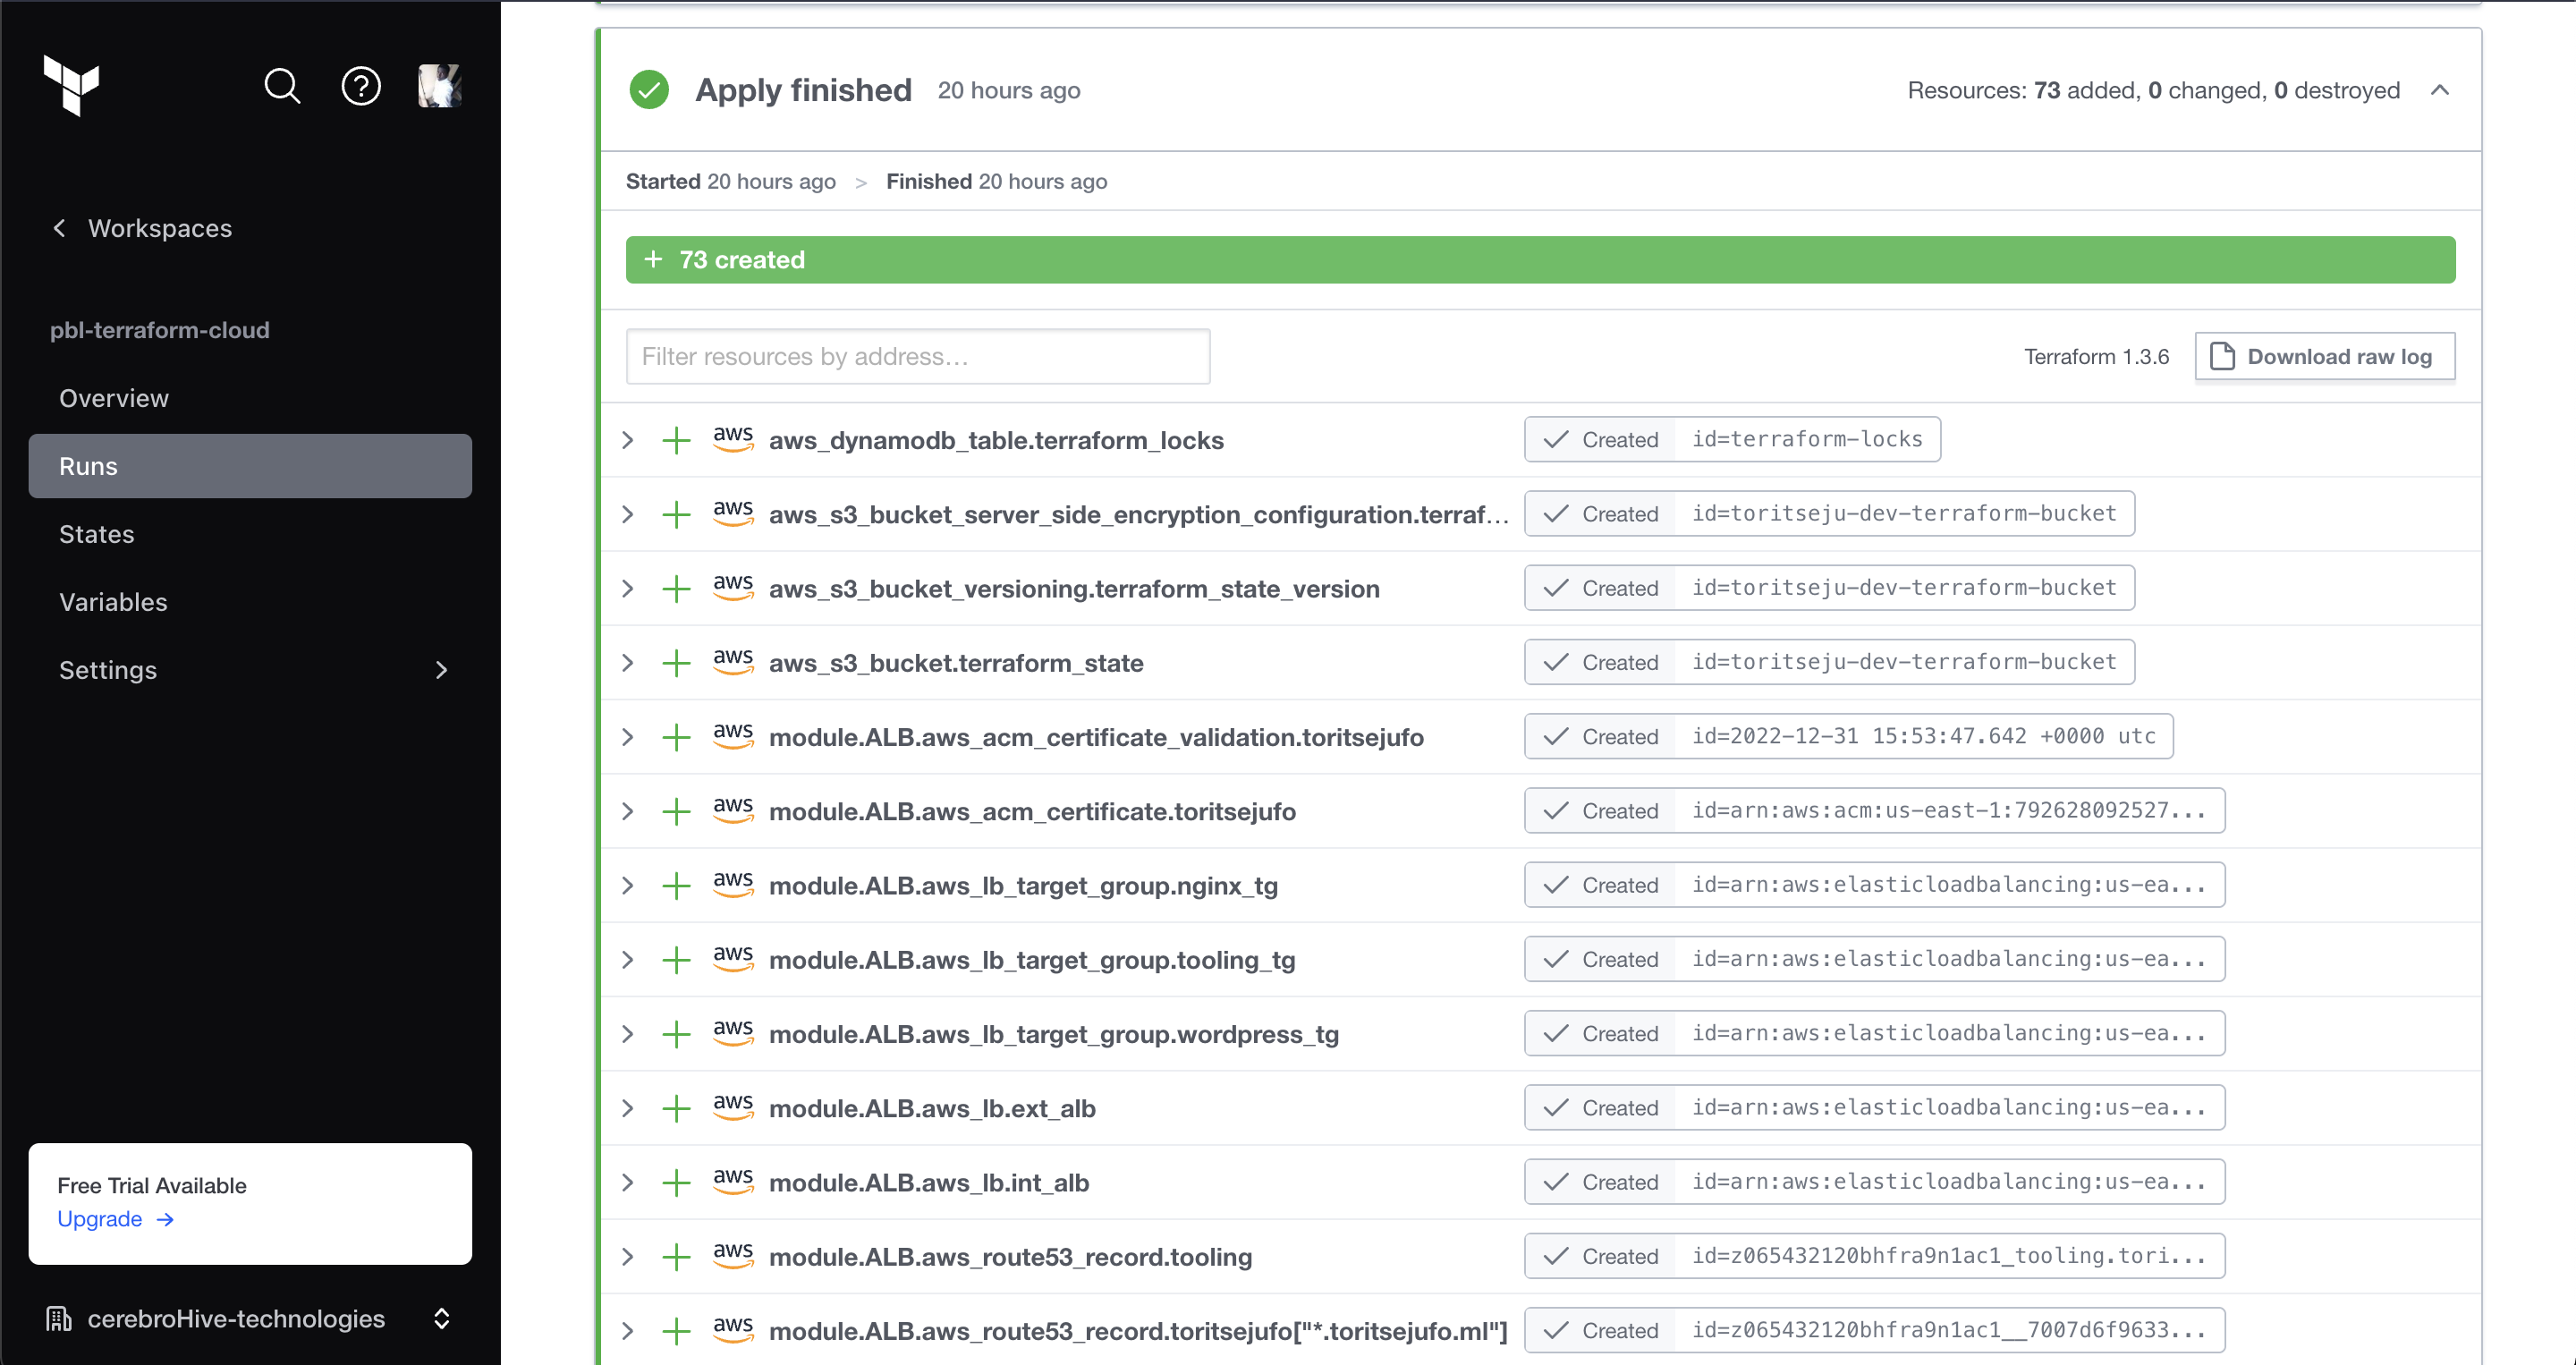 Workspaces
pbl-terraform-cloud
Overview
Runs
States
Variables
Settings
Free Trial Available
Upgrade →
cerebroHive-technologies
Apply finished 20 hours ago Resources: 73 added, 0 changed, 0 destroyed
Started 20 hours ago > Finished 20 hours ago
+ 73 created
Filter resources by address… Terraform 1.3.6 Download raw log
aws aws_dynamodb_table.terraform_locks Created id=terraform-locks
aws aws_s3_bucket_server_side_encryption_configuration.terraf… Created id=toritseju-dev-terraform-bucket
aws aws_s3_bucket_versioning.terraform_state_version Created id=toritseju-dev-terraform-bucket
aws aws_s3_bucket.terraform_state Created id=toritseju-dev-terraform-bucket
aws module.ALB.aws_acm_certificate_validation.toritsejufo Created id=2022-12-31 15:53:47.642 +0000 utc
aws module.ALB.aws_acm_certificate.toritsejufo Created id=arn:aws:acm:us-east-1:792628092527...
aws module.ALB.aws_lb_target_group.nginx_tg Created id=arn:aws:elasticloadbalancing:us-ea...
aws module.ALB.aws_lb_target_group.tooling_tg Created id=arn:aws:elasticloadbalancing:us-ea...
aws module.ALB.aws_lb_target_group.wordpress_tg Created id=arn:aws:elasticloadbalancing:us-ea...
aws module.ALB.aws_lb.ext_alb Created id=arn:aws:elasticloadbalancing:us-ea...
aws module.ALB.aws_lb.int_alb Created id=arn:aws:elasticloadbalancing:us-ea...
aws module.ALB.aws_route53_record.tooling Created id=z065432120bhfra9n1ac1_tooling.tori...
aws module.ALB.aws_route53_record.toritsejufo["*.toritsejufo.ml"] Created id=z065432120bhfra9n1ac1__7007d6f9633...